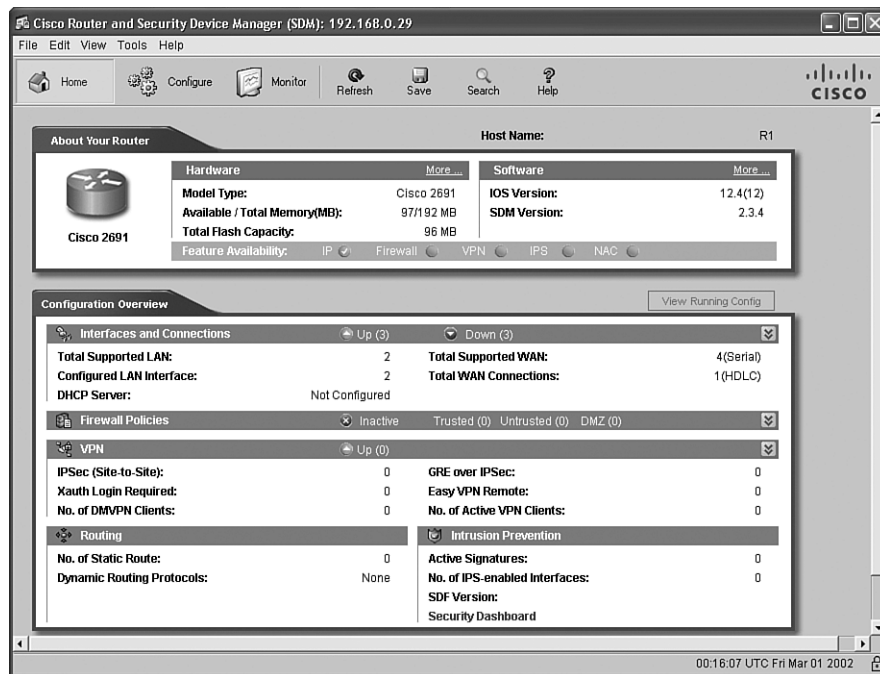 Cisco Router and Security Device Manager (SDM): 192.168.0.29
File Edit View Tools Help
Home Configure Monitor Refresh Save Search Help
CISCO
About Your Router
Host Name: R1
Cisco 2691
Hardware More ...
Model Type: Cisco 2691
Available / Total Memory(MB): 97/192 MB
Total Flash Capacity: 96 MB
Software More ...
IOS Version: 12.4(12)
SDM Version: 2.3.4
Feature Availability: IP Firewall VPN IPS NAC
Configuration Overview
View Running Config
Interfaces and Connections Up (3) Down (3)
Total Supported LAN: 2 Total Supported WAN: 4(Serial)
Configured LAN Interface: 2 Total WAN Connections: 1(HDLC)
DHCP Server: Not Configured
Firewall Policies Inactive Trusted (0) Untrusted (0) DMZ (0)
VPN Up (0)
IPSec (Site-to-Site): 0 GRE over IPSec: 0
Xauth Login Required: 0 Easy VPN Remote: 0
No. of DMVPN Clients: 0 No. of Active VPN Clients: 0
Routing
No. of Static Route: 0
Dynamic Routing Protocols: None
Intrusion Prevention
Active Signatures: 0
No. of IPS-enabled Interfaces: 0
SDF Version:
Security Dashboard
00:16:07 UTC Fri Mar 01 2002